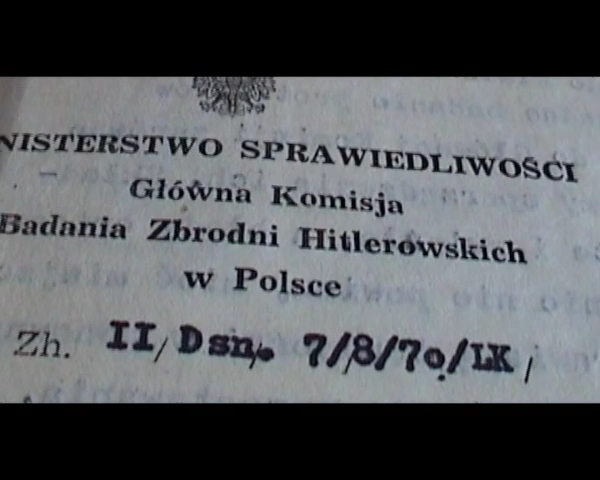 NISTERSTWO SPRAWIEDLIWOŚCI
Główna Komisja
Badania Zbrodni Hitlerowskich
w Polsce
Zh. II/Dsn. 7/8/70/LK/